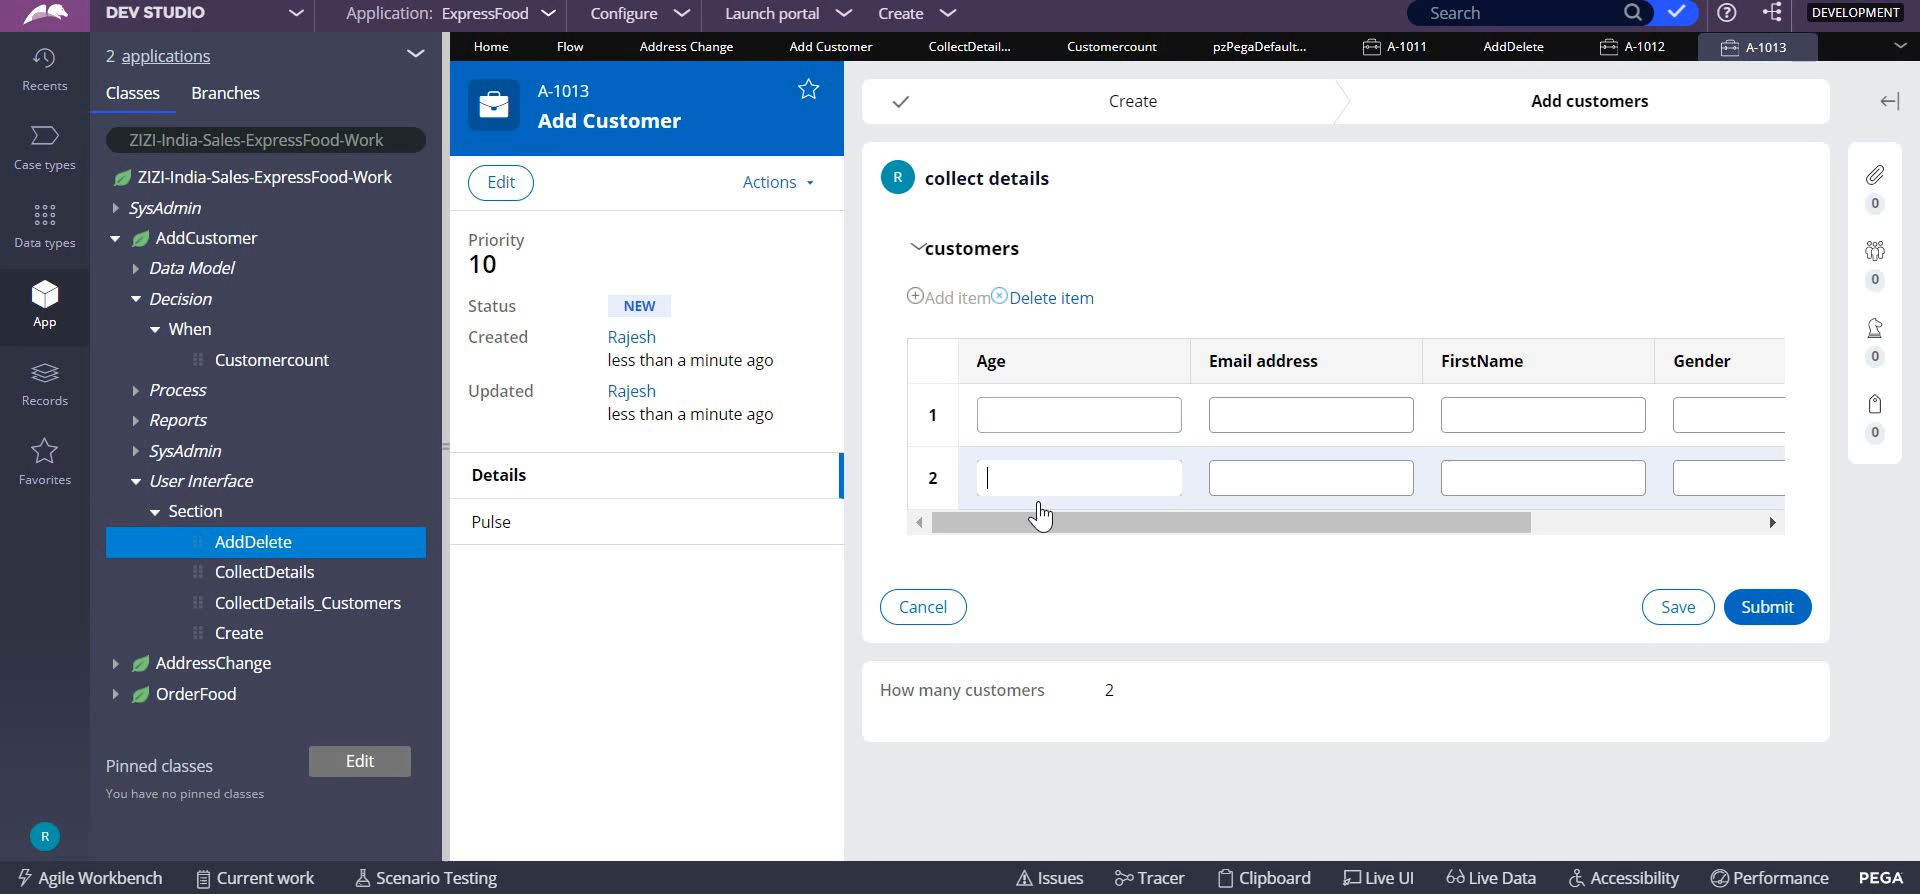 DEV STUDIO
Application: ExpressFood
Configure
Launch portal
Create
Search
DEVELOPMENT
Recents
Case types
Data types
App
Records
Favorites
R
2 applications
Classes
Branches
ZIZI-India-Sales-ExpressFood-Work
ZIZI-India-Sales-ExpressFood-Work
SysAdmin
AddCustomer
Data Model
Decision
When
Customercount
Process
Reports
SysAdmin
User Interface
Section
AddDelete
CollectDetails
CollectDetails_Customers
Create
AddressChange
OrderFood
Pinned classes
Edit
You have no pinned classes
Home
Flow
Address Change
Add Customer
CollectDetail...
Customercount
pzPegaDefault...
A-1011
AddDelete
A-1012
A-1013
A-1013
Add Customer
Edit
Actions
Priority
10
Status
NEW
Created
Rajesh
less than a minute ago
Updated
Rajesh
less than a minute ago
Details
Pulse
Create
Add customers
R
collect details
customers
Add item
Delete item
Age
Email address
FirstName
Gender
1
2
Cancel
Save
Submit
How many customers
2
0
0
0
0
Agile Workbench
Current work
Scenario Testing
Issues
Tracer
Clipboard
Live UI
Live Data
Accessibility
Performance
PEGA